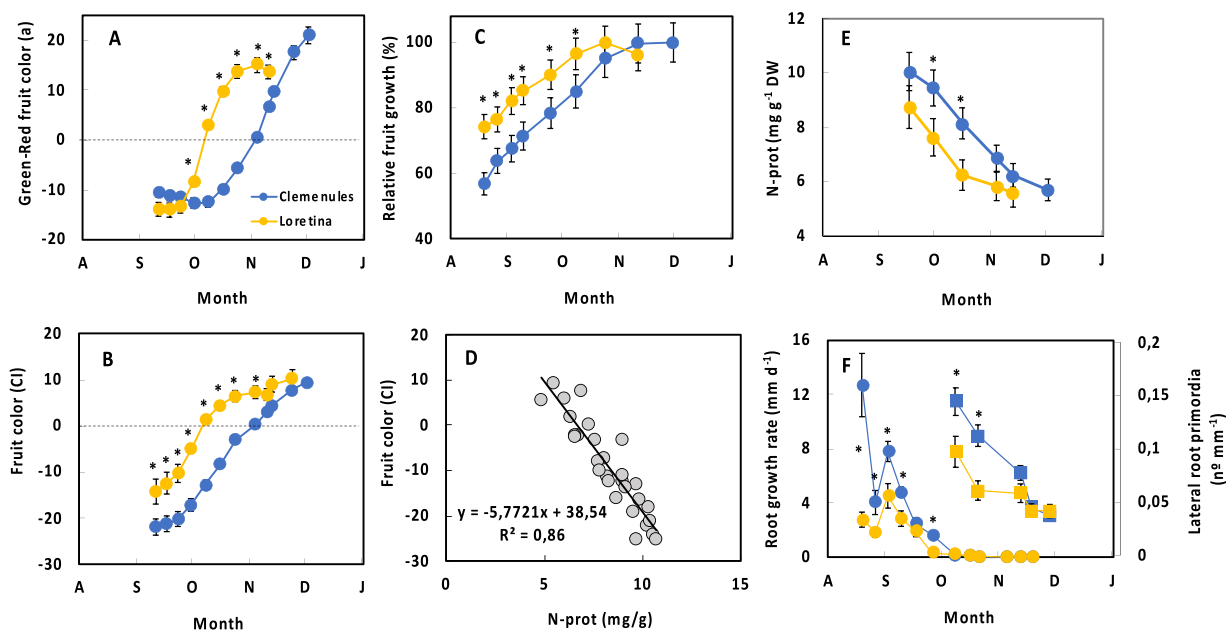 A
Green-Red fruit color (a)
20
10
0
-10
-20
* * * * * *
Clemenules
Loretina
A S O N D J
Month
C
Relative fruit growth (%)
100
80
60
40
* * * * * *
A S O N D J
Month
E
N-prot (mg g-1 DW
12
10
8
6
4
* *
A S O N D J
Month
B
Fruit color (CI)
20
10
0
-10
-20
-30
* * * * * * * *
A S O N D J
Month
D
Fruit color (CI)
20
10
0
-10
-20
-30
y = -5,7721x + 38,54
R² = 0,86
0 5 10 15
N-prot (mg/g)
F
Root growth rate (mm d-1)
16
12
8
4
0
* * * * * * *
0,2
0,15
0,1
0,05
0
Lateral root primordia
(nº mm-1)
A S O N D J
Month